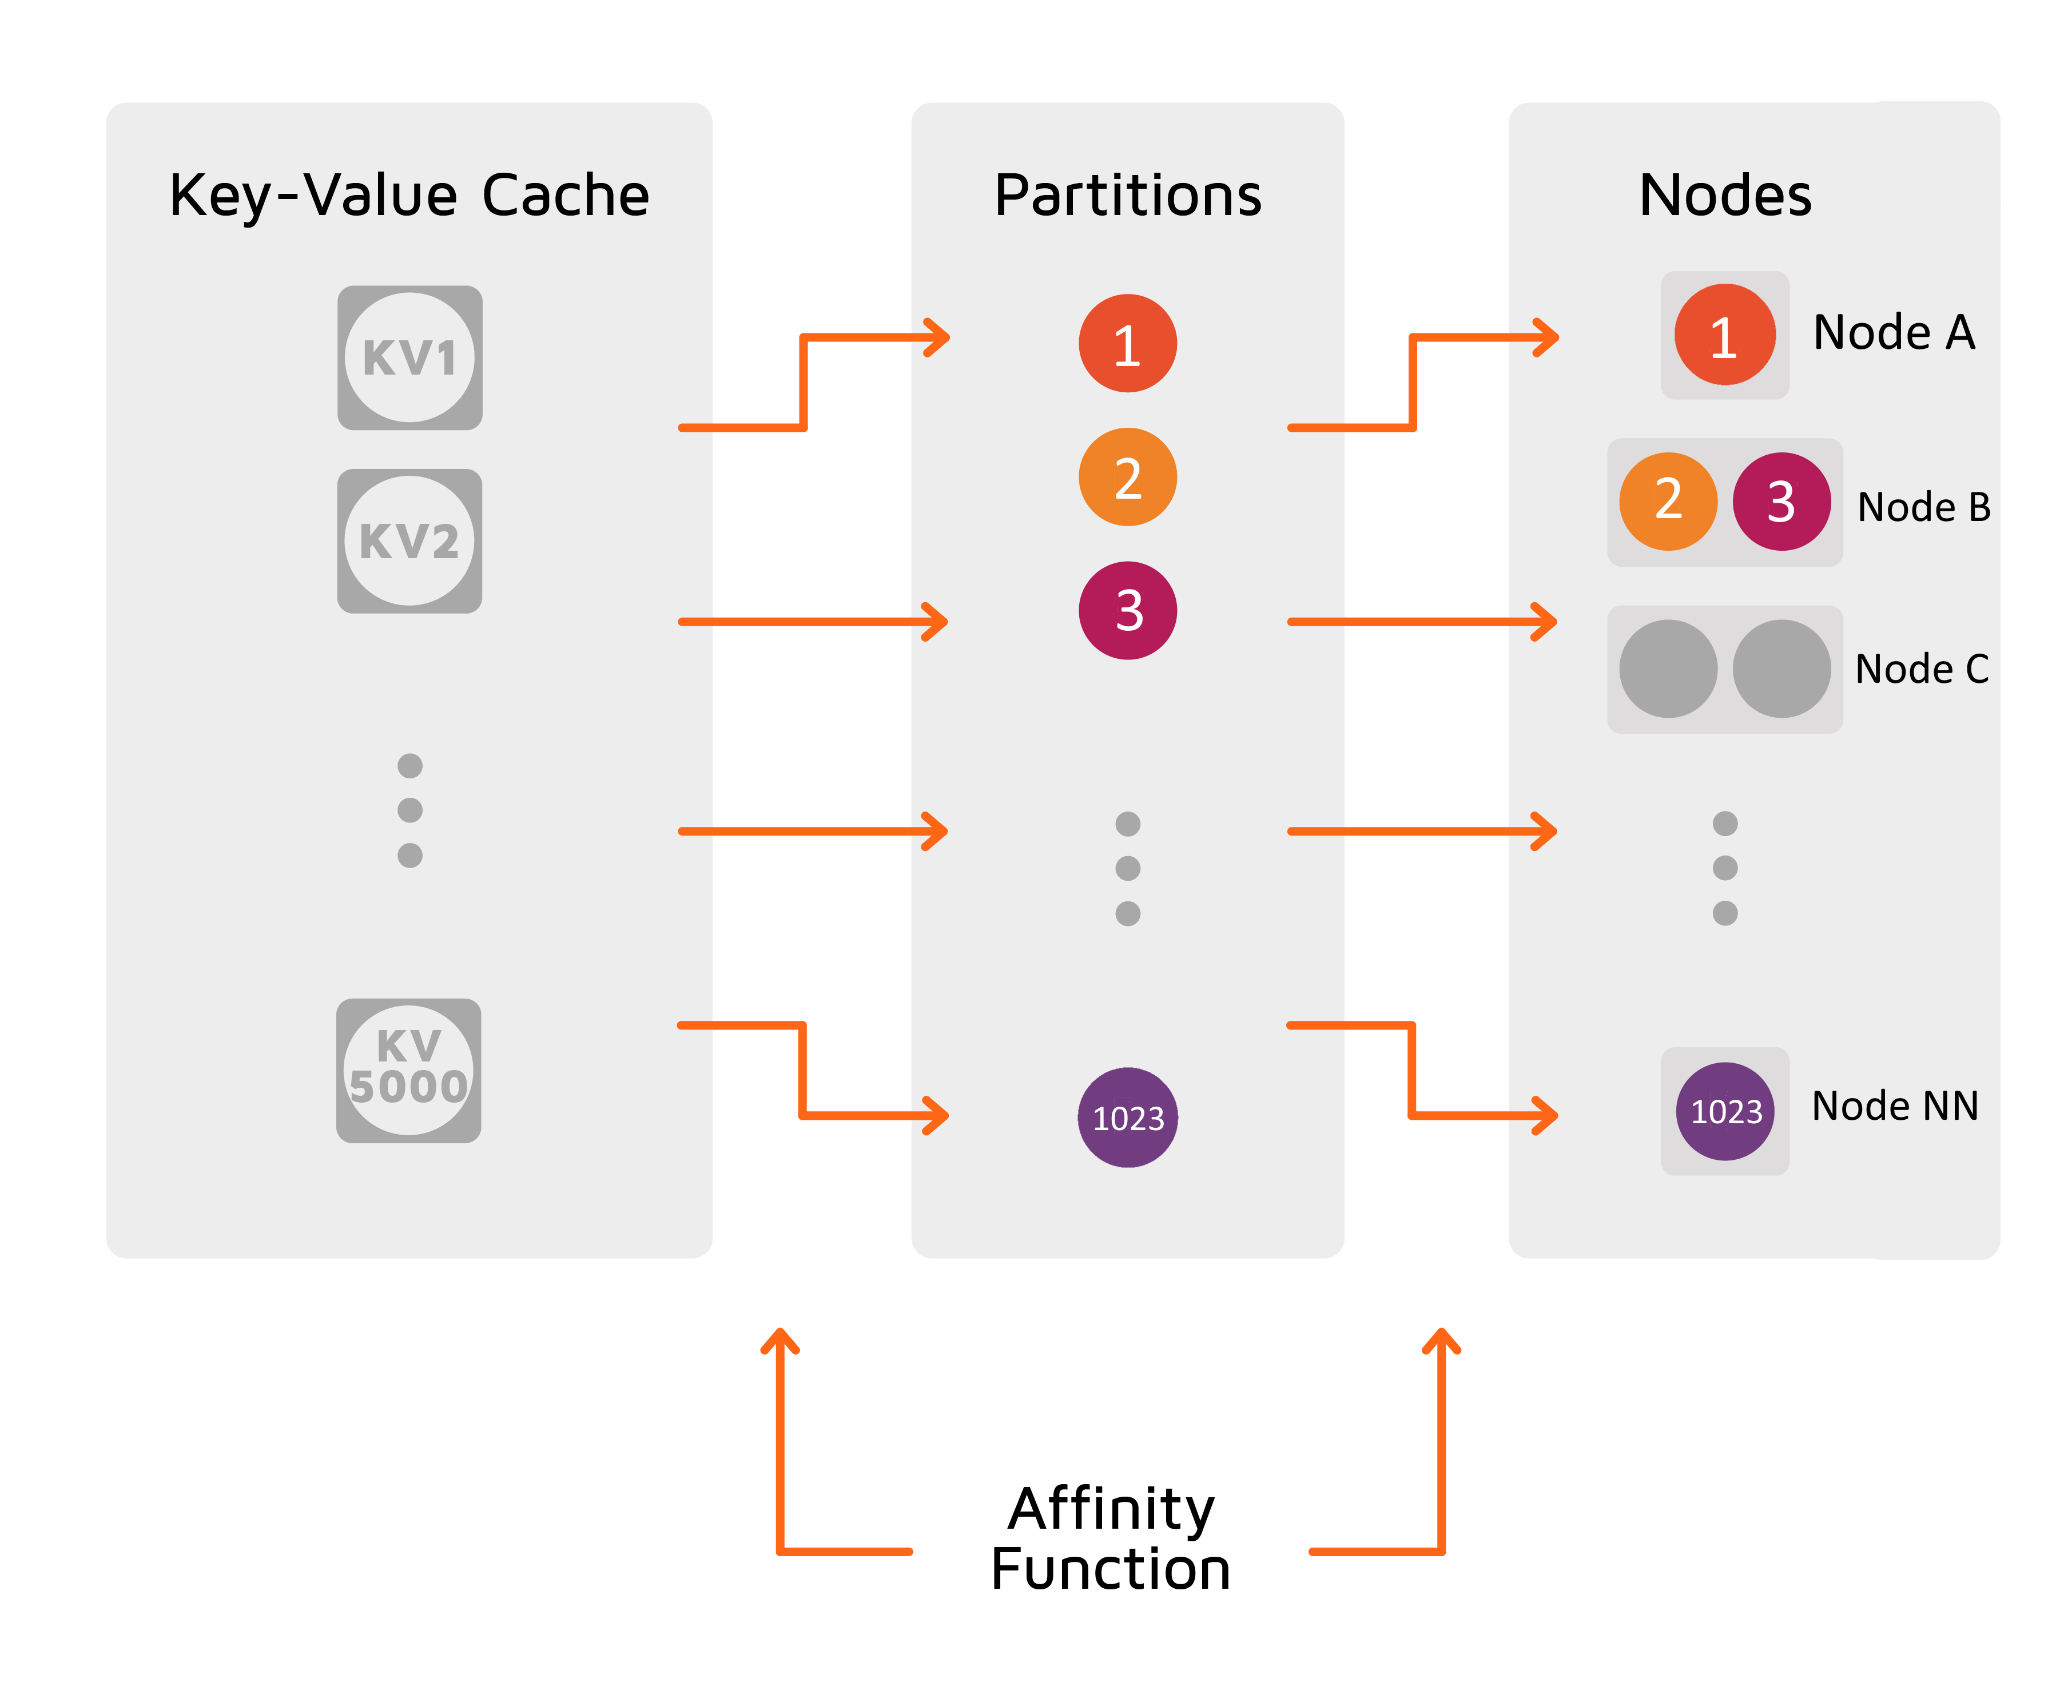 Key-Value Cache
KV1
KV2
KV
5000
Partitions
1
2
3
1023
Nodes
1
Node A
2
3
Node B
Node C
1023
Node NN
Affinity
Function